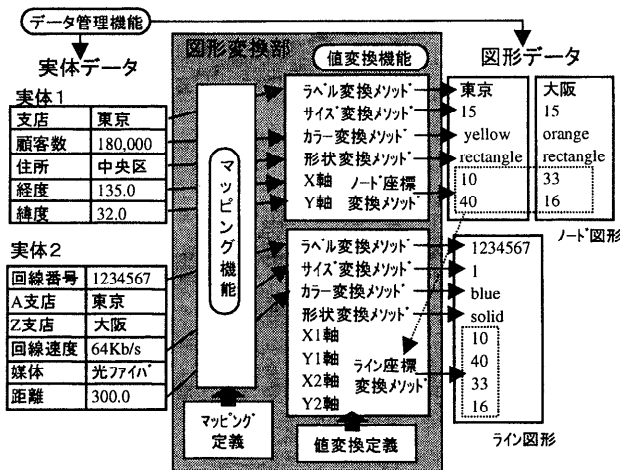 データ管理機能
実体データ
図形変換部
値変換機能
図形データ
実体1
支店 東京
顧客数 180,000
住所 中央区
経度 135.0
緯度 32.0
マッピング機能
ラベル変換メソッド
サイズ変換メソッド
カラー変換メソッド
形状変換メソッド
X軸 ノード座標
Y軸 変換メソッド
東京 大阪
15 15
yellow orange
rectangle rectangle
10 33
40 16
ノード図形
実体2
回線番号 1234567
A支店 東京
Z支店 大阪
回線速度 64Kb/s
媒体 光ファイバ
距離 300.0
ラベル変換メソッド
サイズ変換メソッド
カラー変換メソッド
形状変換メソッド
X1軸
Y1軸 ライン座標
X2軸 変換メソッド
Y2軸
1234567
1
blue
solid
10
40
33
16
ライン図形
マッピング
定義
値変換定義